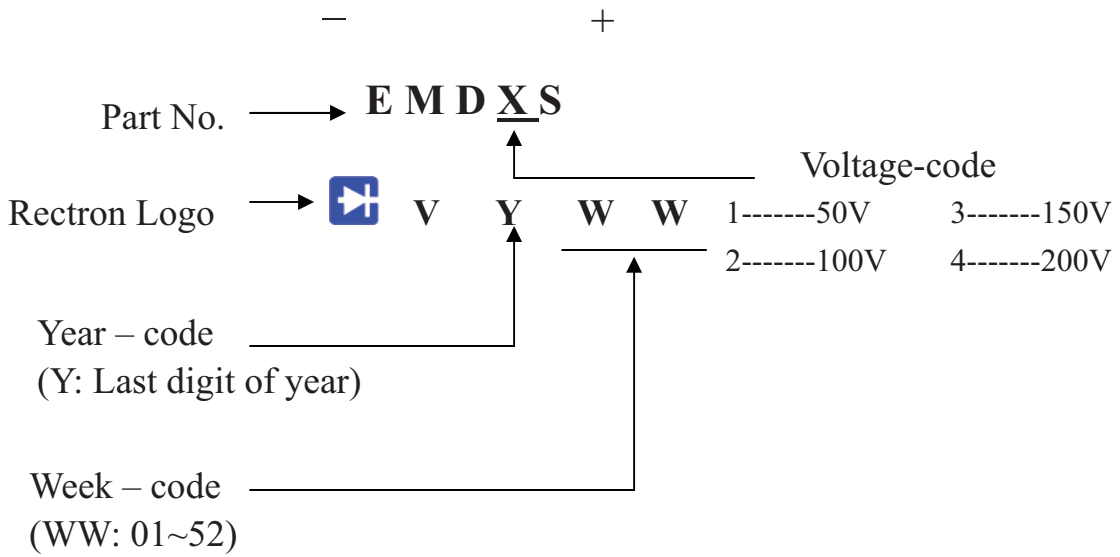 – +
Part No. E M D X S
Voltage-code
Rectron Logo V Y W W 1-------50V 3-------150V
2-------100V 4-------200V
Year – code
(Y: Last digit of year)
Week – code
(WW: 01~52)